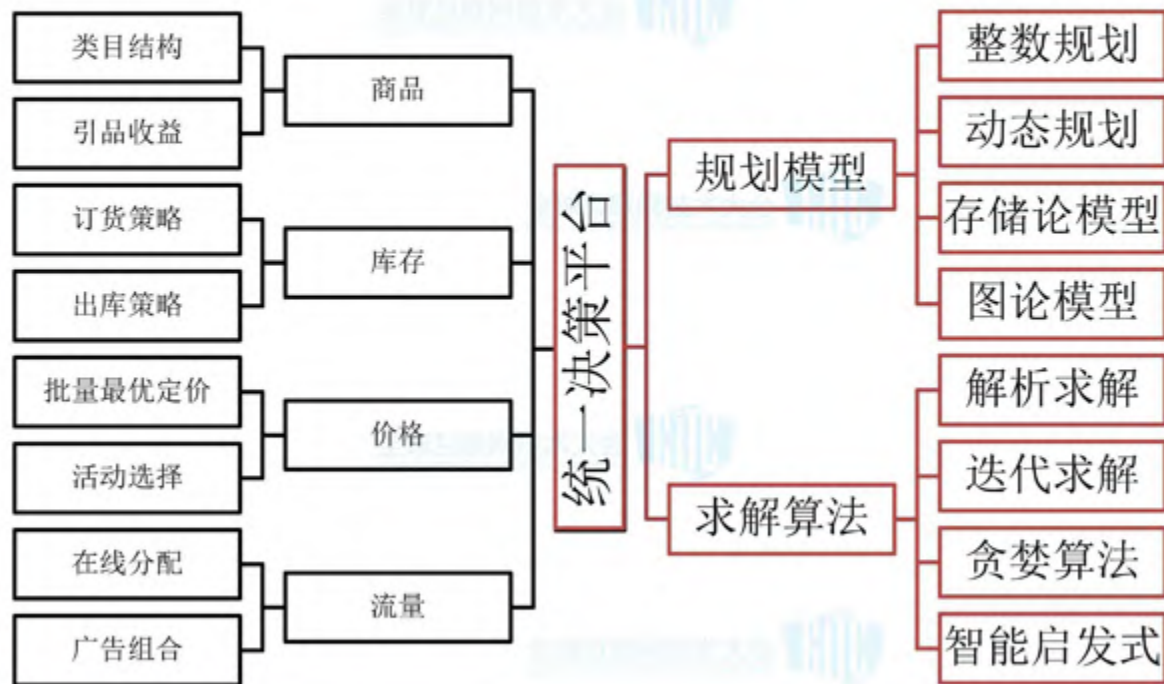 类目结构
引品收益
订货策略
出库策略
批量最优定价
活动选择
在线分配
广告组合
商品
库存
价格
流量
统一决策平台
规划模型
求解算法
整数规划
动态规划
存储论模型
图论模型
解析求解
迭代求解
贪婪算法
智能启发式